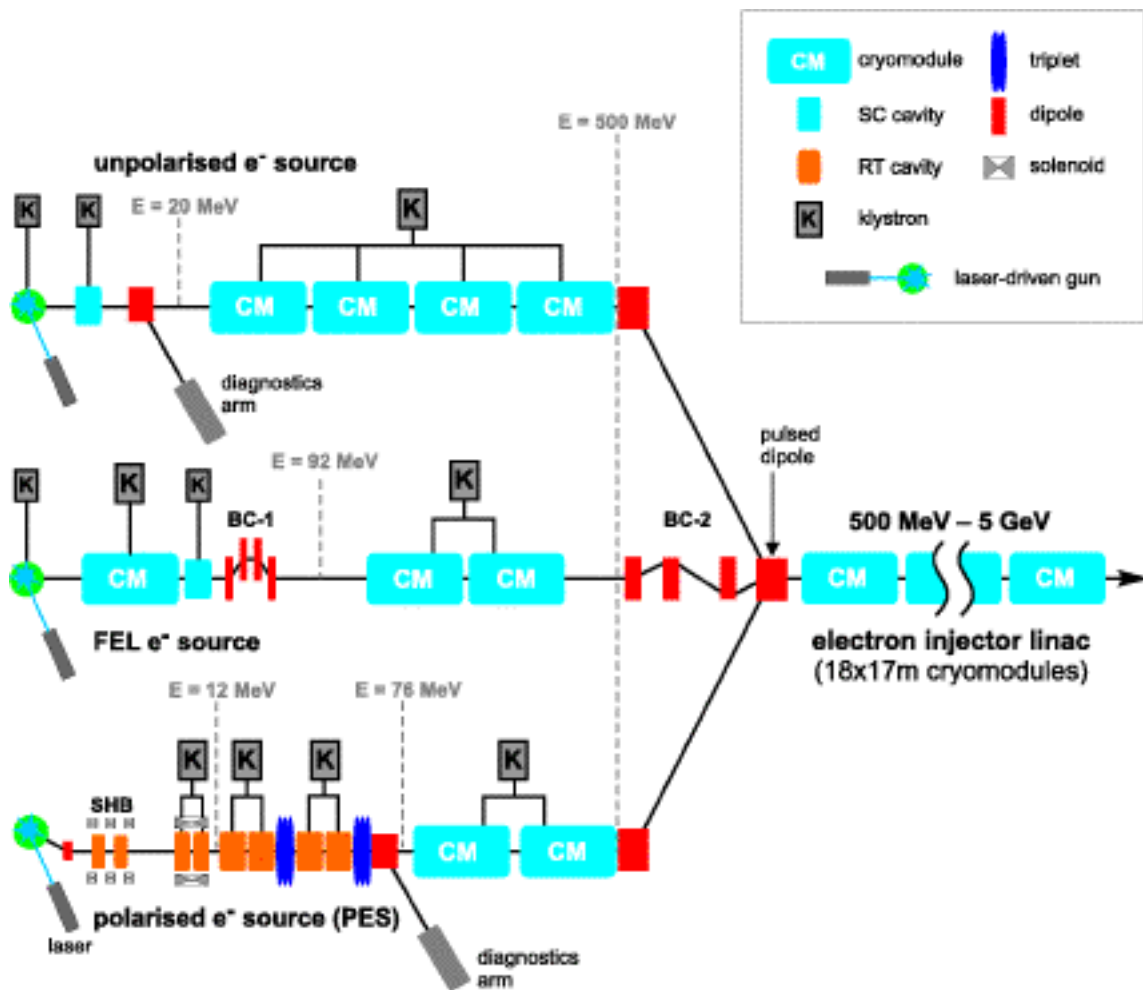 CM
cryomodule
triplet
SC cavity
dipole
RT cavity
solenoid
K
klystron
laser-driven gun
E = 500 MeV
unpolarised e⁻ source
E = 20 MeV
K
K
K
CM
CM
CM
CM
diagnostics
arm
pulsed
dipole
E = 92 MeV
K
K
K
K
BC-1
BC-2
500 MeV – 5 GeV
CM
CM
CM
CM
CM
FEL e⁻ source
electron injector linac
(18x17m cryomodules)
E = 12 MeV
E = 76 MeV
K
K
K
K
SHB
CM
CM
polarised e⁻ source (PES)
laser
diagnostics
arm